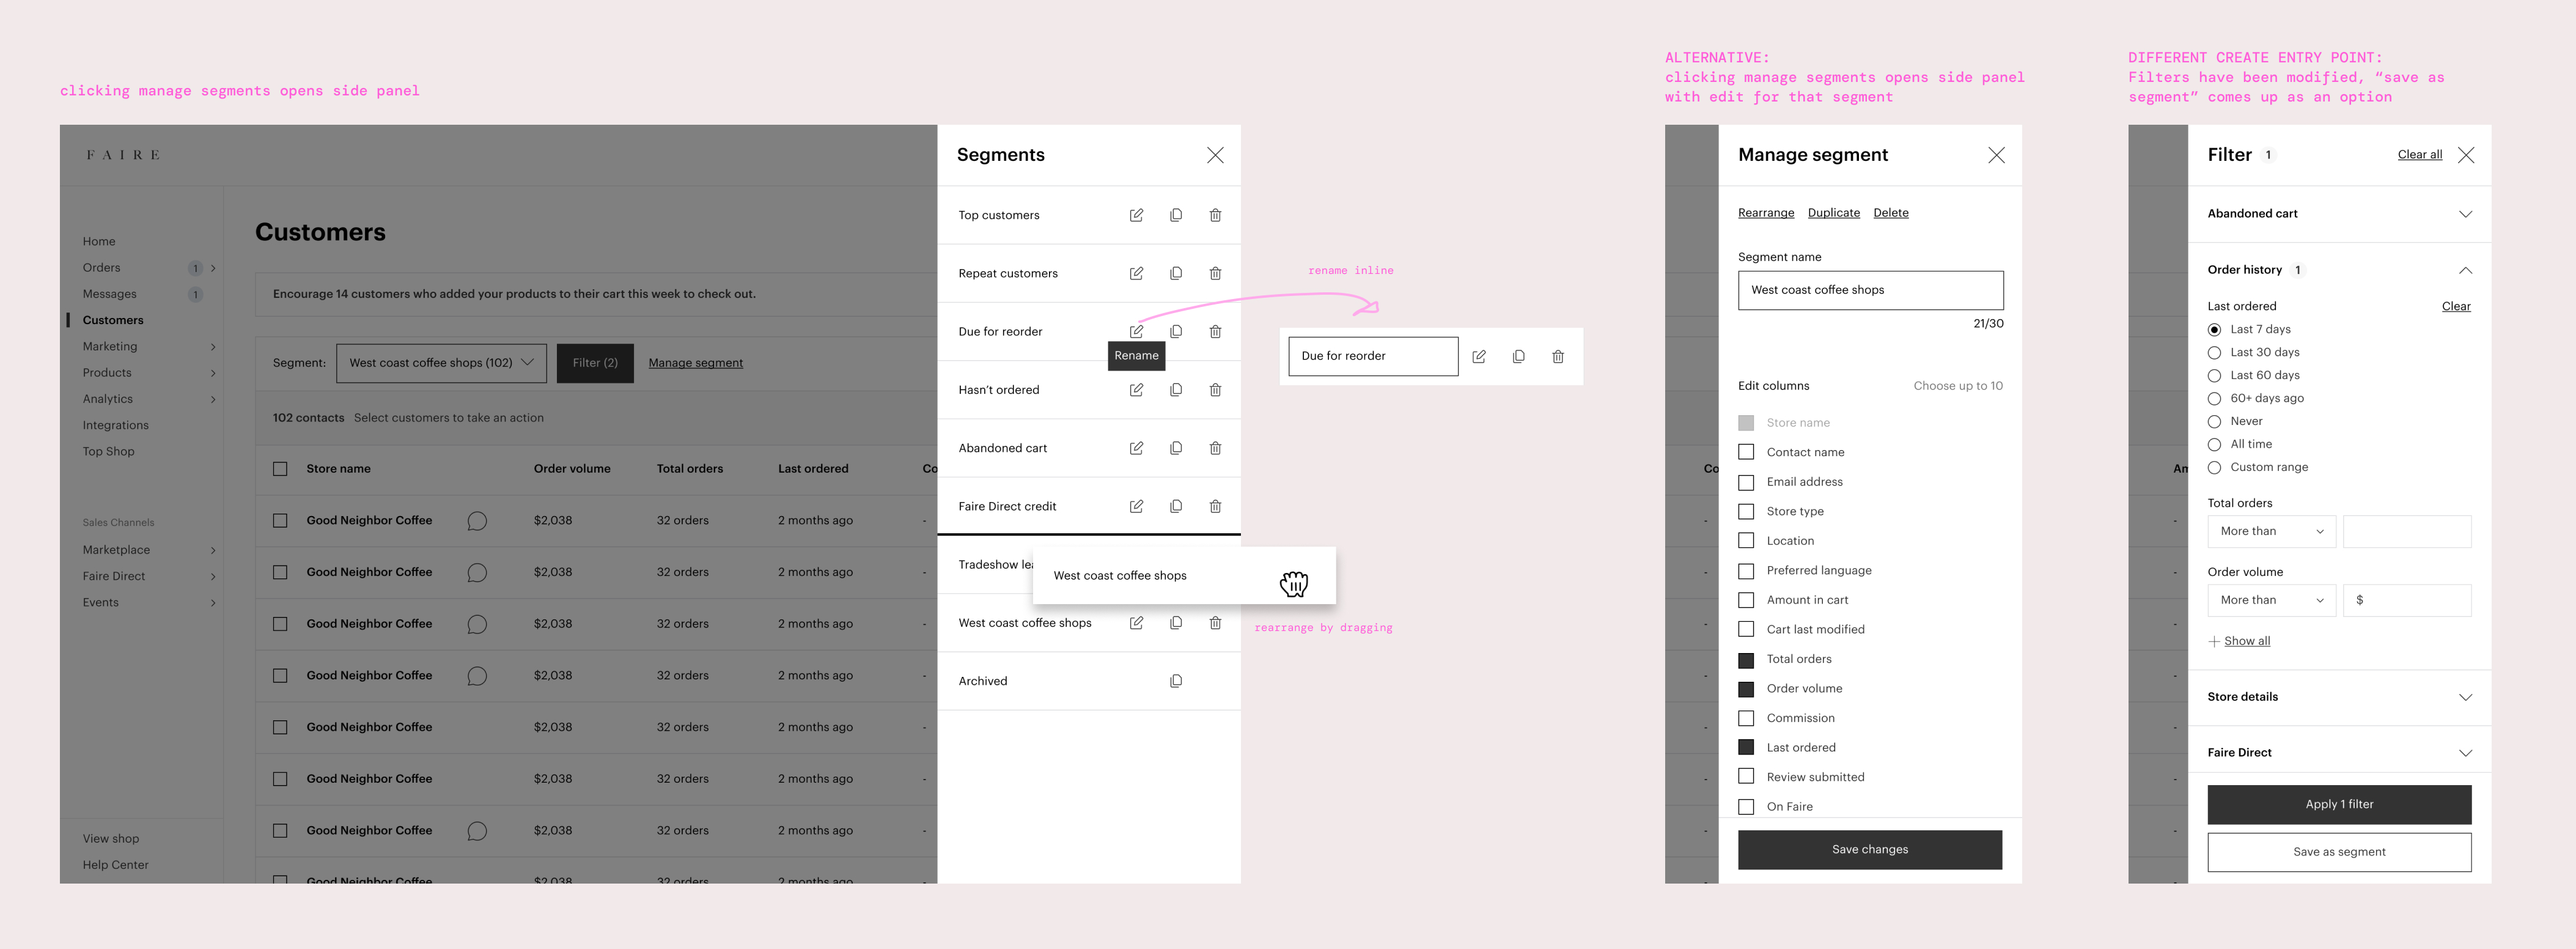 clicking manage segments opens side panel
FAIRE
Home
Orders 1
Messages 1
Customers
Marketing
Products
Analytics
Integrations
Top Shop
Sales Channels
Marketplace
Faire Direct
Events
View shop
Help Center
Customers
Encourage 14 customers who added your products to their cart this week to check out.
Segment: West coast coffee shops (102) Filter (2) Manage segment
102 contacts Select customers to take an action
Store name Order volume Total orders Last ordered Co
Good Neighbor Coffee $2,038 32 orders 2 months ago -
Good Neighbor Coffee $2,038 32 orders 2 months ago -
Good Neighbor Coffee $2,038 32 orders 2 months ago -
Good Neighbor Coffee $2,038 32 orders 2 months ago -
Good Neighbor Coffee $2,038 32 orders 2 months ago -
Good Neighbor Coffee $2,038 32 orders 2 months ago -
Good Neighbor Coffee $2,038 32 orders 2 months ago -
Good Neighbor Coffee $2,038 32 orders 2 months ago
Segments
Top customers
Repeat customers
Due for reorder
Rename
Hasn’t ordered
Abandoned cart
Faire Direct credit
Tradeshow lea
West coast coffee shops
West coast coffee shops
Archived
rename inline
Due for reorder
rearrange by dragging
ALTERNATIVE:
clicking manage segments opens side panel
with edit for that segment
Co
-
-
-
-
-
-
-
Manage segment
Rearrange Duplicate Delete
Segment name
West coast coffee shops
21/30
Edit columns Choose up to 10
Store name
Contact name
Email address
Store type
Location
Preferred language
Amount in cart
Cart last modified
Total orders
Order volume
Commission
Last ordered
Review submitted
On Faire
Save changes
DIFFERENT CREATE ENTRY POINT:
Filters have been modified, “save as
segment” comes up as an option
Am
-
-
-
-
-
-
-
Filter 1 Clear all
Abandoned cart
Order history 1
Last ordered Clear
Last 7 days
Last 30 days
Last 60 days
60+ days ago
Never
All time
Custom range
Total orders
More than
Order volume
More than $
Show all
Store details
Faire Direct
Apply 1 filter
Save as segment